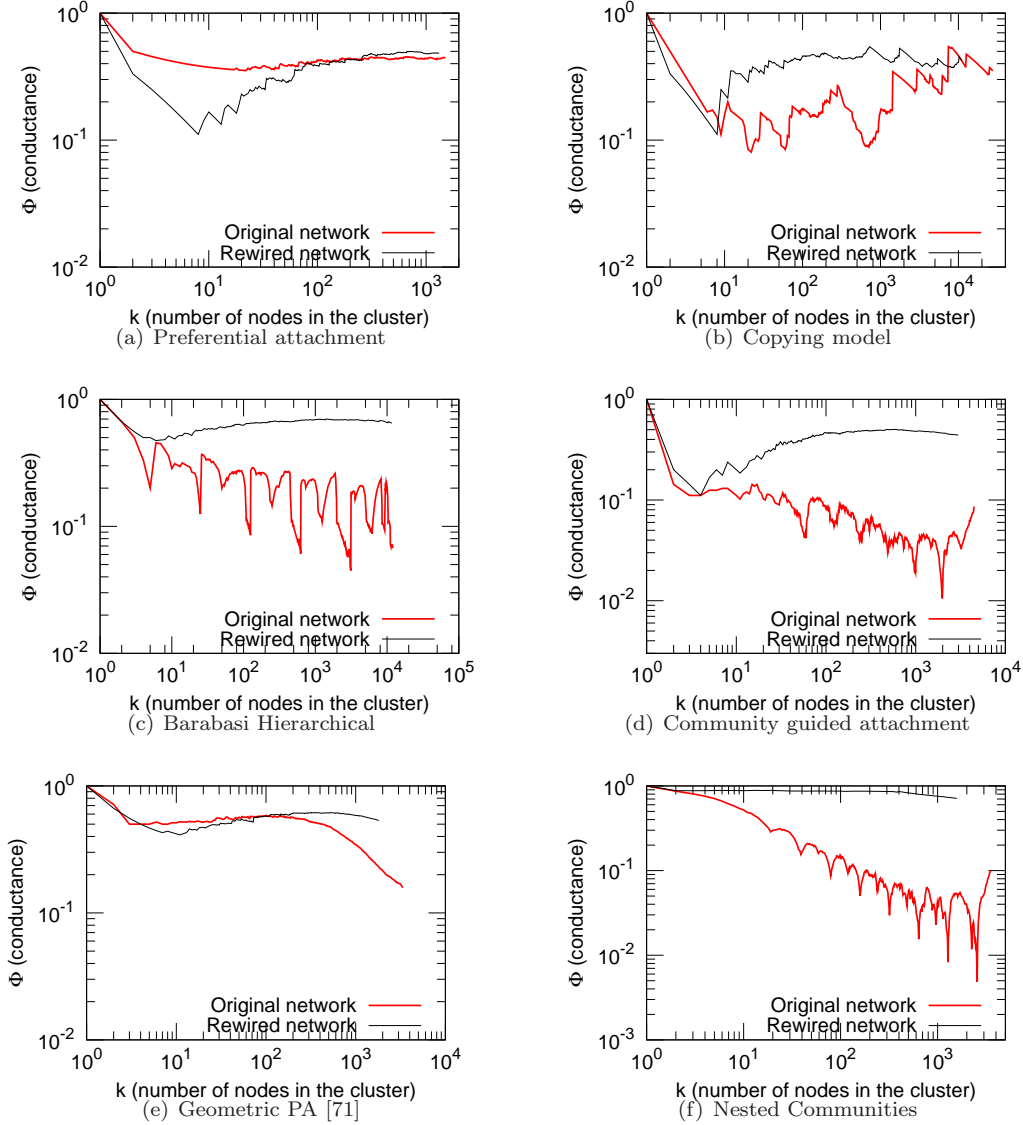 10^0
10^-1
10^-2
10^0 10^1 10^2 10^3
Φ (conductance)
k (number of nodes in the cluster)
Original network
Rewired network
(a) Preferential attachment
10^0
10^-1
10^-2
10^0 10^1 10^2 10^3 10^4
Φ (conductance)
k (number of nodes in the cluster)
Original network
Rewired network
(b) Copying model
10^0
10^-1
10^-2
10^0 10^1 10^2 10^3 10^4 10^5
Φ (conductance)
k (number of nodes in the cluster)
Original network
Rewired network
(c) Barabasi Hierarchical
10^0
10^-1
10^-2
10^0 10^1 10^2 10^3 10^4
Φ (conductance)
k (number of nodes in the cluster)
Original network
Rewired network
(d) Community guided attachment
10^0
10^-1
10^-2
10^0 10^1 10^2 10^3 10^4
Φ (conductance)
k (number of nodes in the cluster)
Original network
Rewired network
(e) Geometric PA [71]
10^0
10^-1
10^-2
10^-3
10^0 10^1 10^2 10^3
Φ (conductance)
k (number of nodes in the cluster)
Original network
Rewired network
(f) Nested Communities